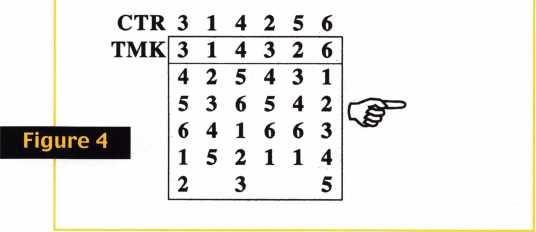 CTR 3 1 4 2 5 6
TMK 3 1 4 3 2 6
4 2 5 4 3 1
5 3 6 5 4 2
6 4 1 6 6 3
Figure 4
1 5 2 1 1 4
2 3 5